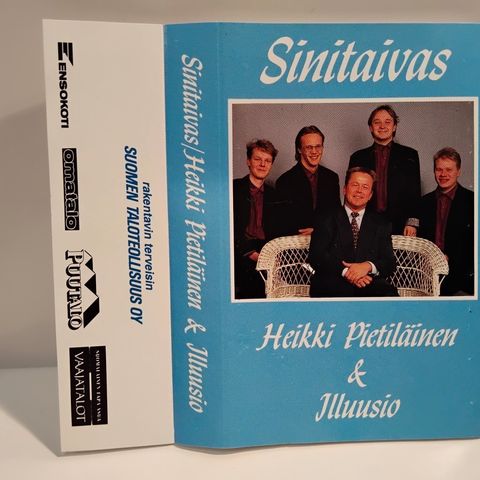 Sinitaivas
Heikki Pietiläinen
&
Illuusio
Sinitaivas/Heikki Pietiläinen & Illuusio
rakentavin terveisin
SUOMEN TALOTEOLLISUUS OY
ENSOKOTI
omatalo
PUUTALO
VAAJATALOT